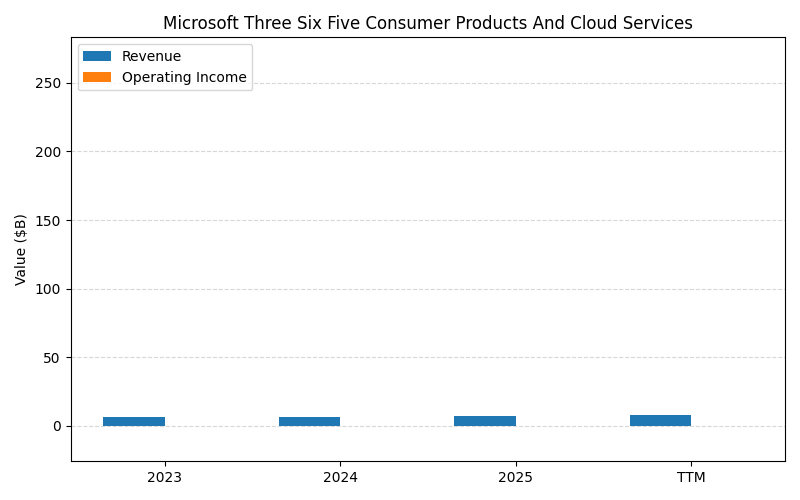 Microsoft Three Six Five Consumer Products And Cloud Services
Revenue
Operating Income
Value ($B)
250
200
150
100
50
0
2023
2024
2025
TTM